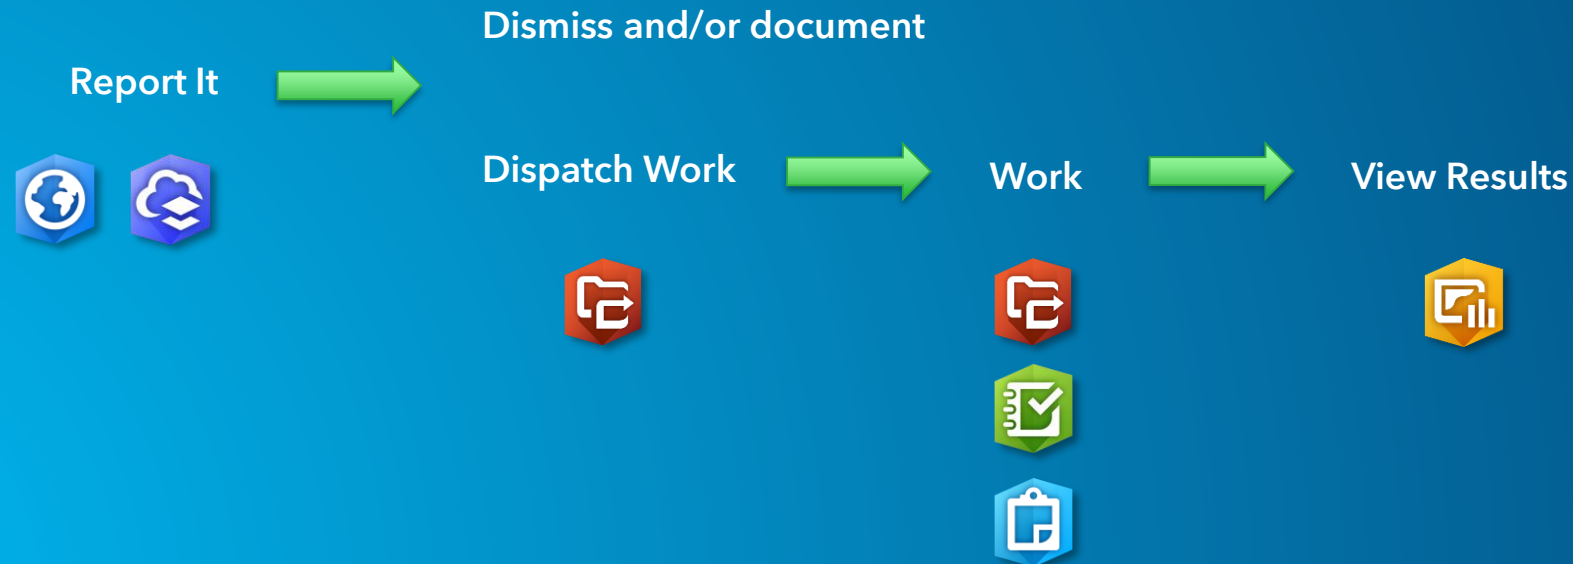 Dismiss and/or document
Report It
Dispatch Work
Work
View Results